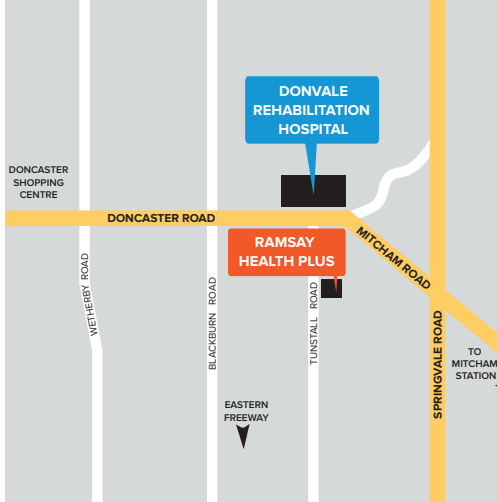 DONVALE
REHABILITATION
HOSPITAL
DONCASTER
SHOPPING
CENTRE
DONCASTER ROAD
RAMSAY
HEALTH PLUS
MITCHAM ROAD
WETHERBY ROAD
BLACKBURN ROAD
TUNSTALL ROAD
SPRINGVALE ROAD
TO
MITCHAM
STATION
EASTERN
FREEWAY